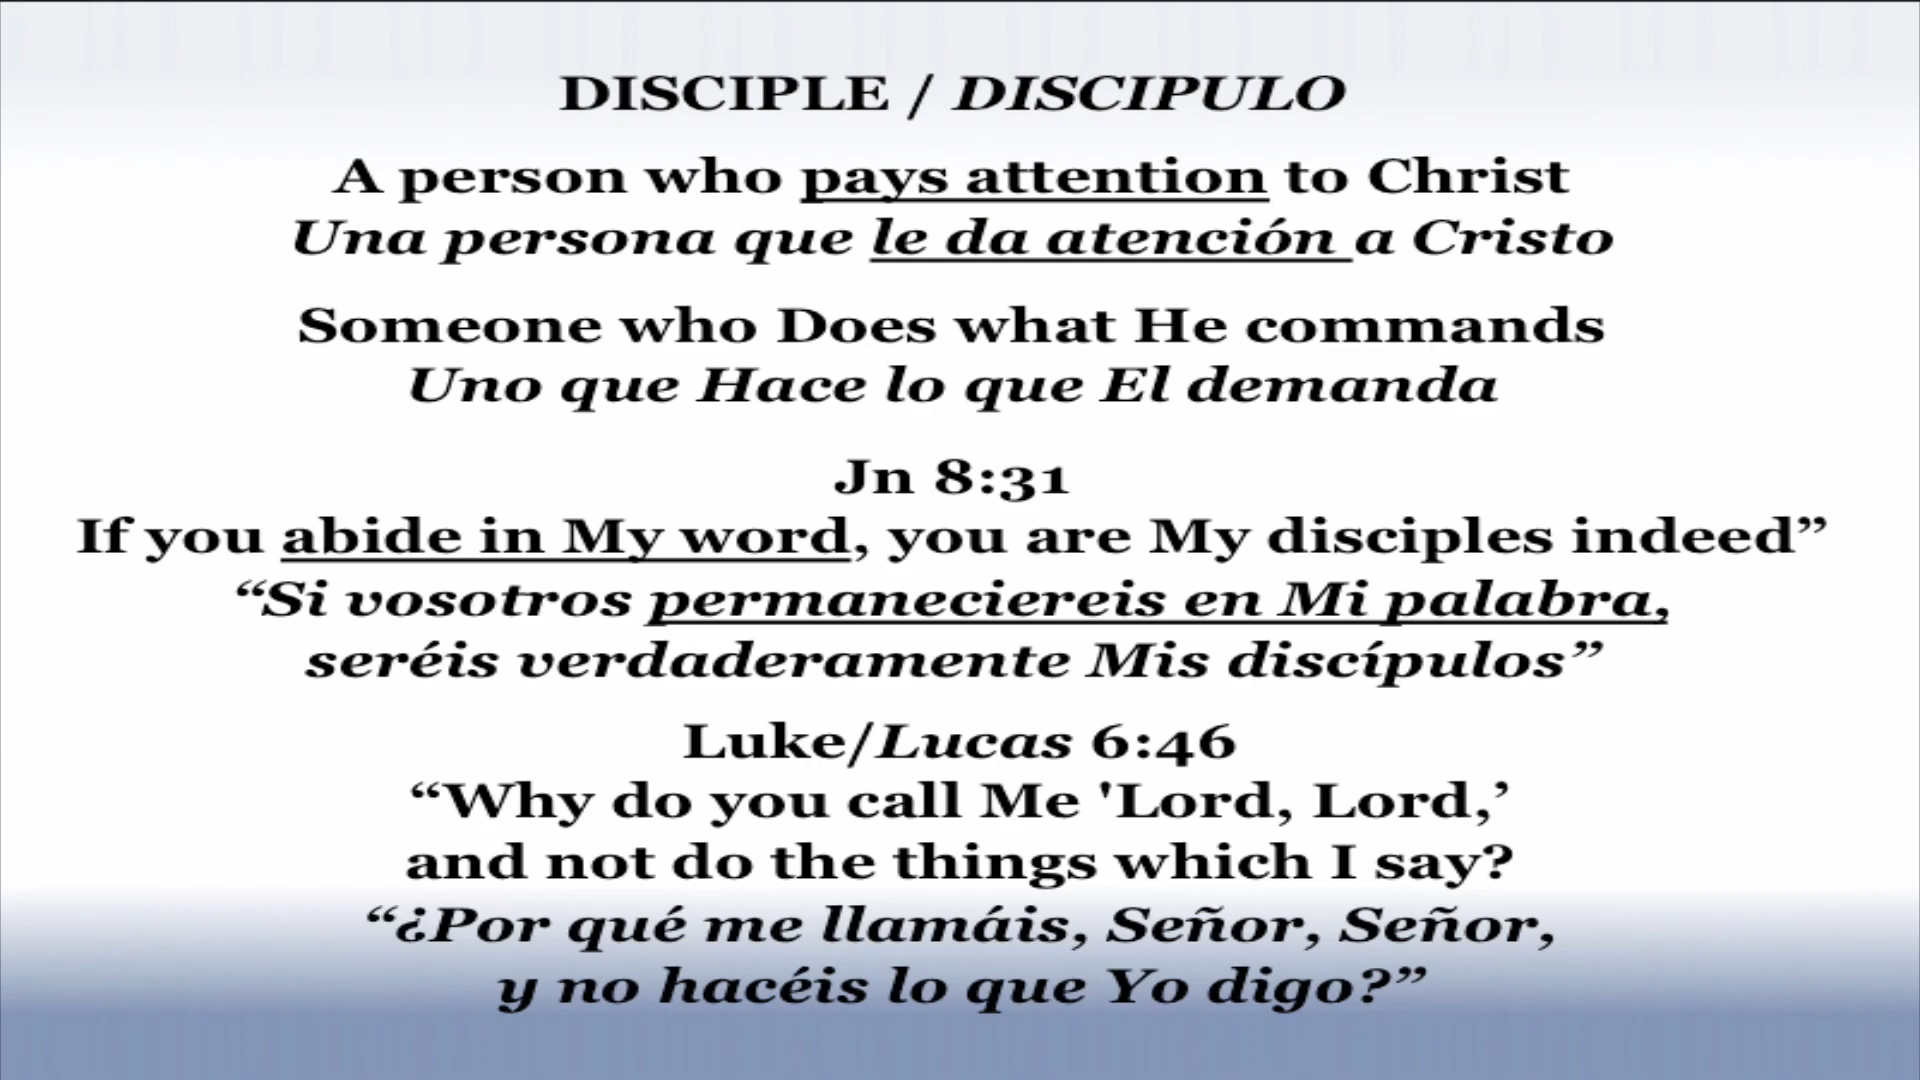 DISCIPLE / DISCIPULO
A person who pays attention to Christ
Una persona que le da atención a Cristo
Someone who Does what He commands
Uno que Hace lo que El demanda
Jn 8:31
If you abide in My word, you are My disciples indeed”
“Si vosotros permaneciereis en Mi palabra,
seréis verdaderamente Mis discípulos”
Luke/Lucas 6:46
“Why do you call Me 'Lord, Lord,’
and not do the things which I say?
“¿Por qué me llamáis, Señor, Señor,
y no hacéis lo que Yo digo?”